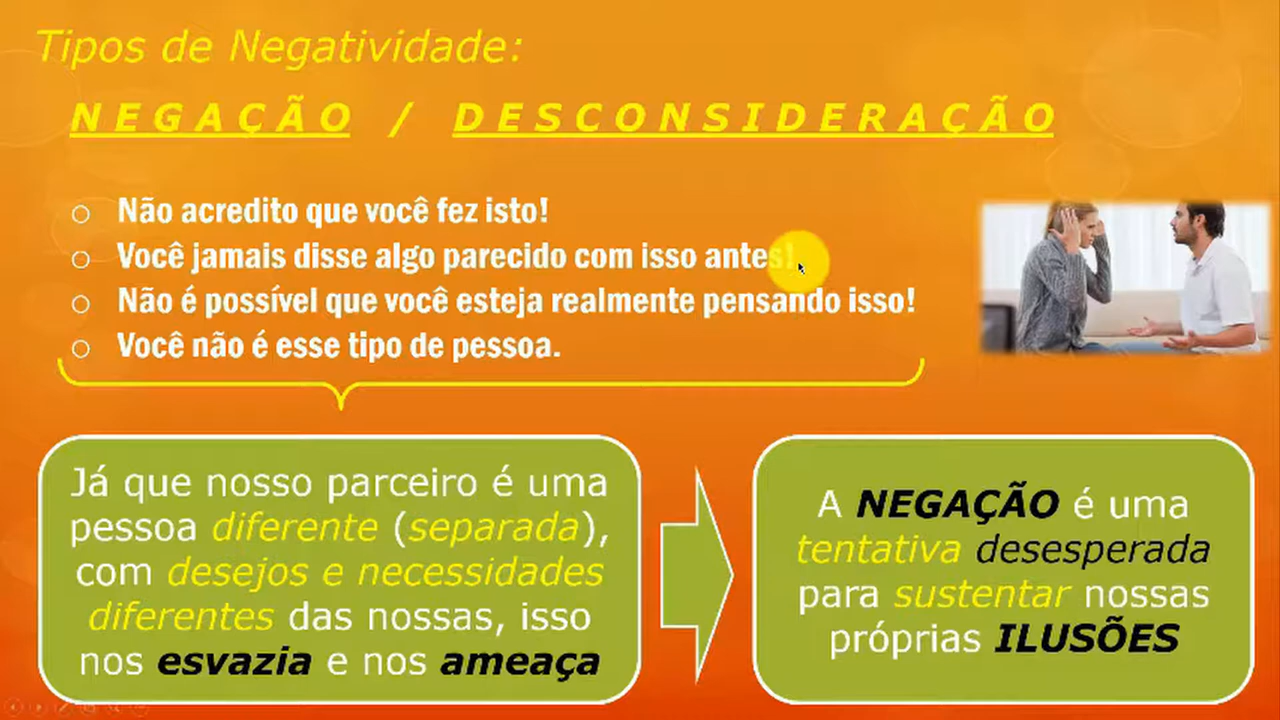 Tipos de Negatividade:
NEGAÇÃO / DESCONSIDERAÇÃO
Não acredito que você fez isto!
Você jamais disse algo parecido com isso antes!
Não é possível que você esteja realmente pensando isso!
Você não é esse tipo de pessoa.
Já que nosso parceiro é uma
pessoa diferente (separada),
com desejos e necessidades
diferentes das nossas, isso
nos esvazia e nos ameaça
A NEGAÇÃO é uma
tentativa desesperada
para sustentar nossas
próprias ILUSÕES